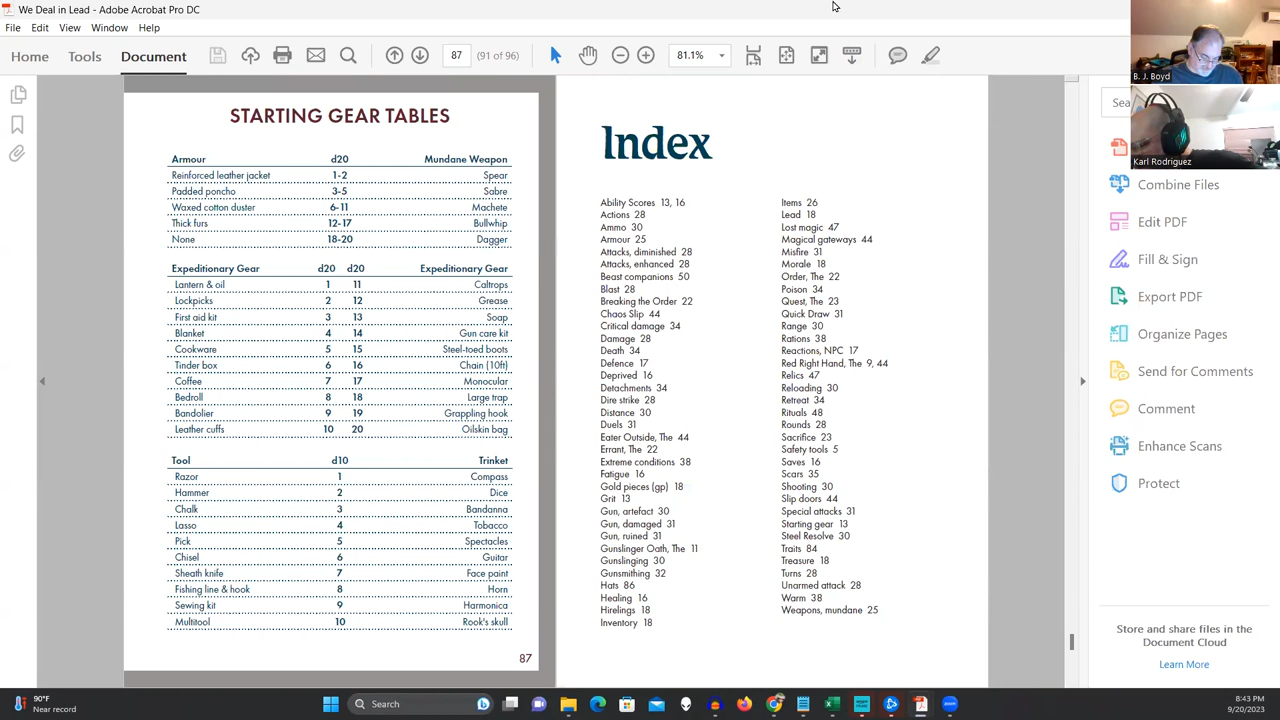 We Deal in Lead - Adobe Acrobat Pro DC
File Edit View Window Help
Home Tools Document 87 (91 of 96) 81.1%
STARTING GEAR TABLES
Armour d20 Mundane Weapon
Reinforced leather jacket 1-2 Spear
Padded poncho 3-5 Sabre
Waxed cotton duster 6-11 Machete
Thick furs 12-17 Bullwhip
None 18-20 Dagger
Expeditionary Gear d20 d20 Expeditionary Gear
Lantern & oil 1 11 Caltrops
Lockpicks 2 12 Grease
First aid kit 3 13 Soap
Blanket 4 14 Gun care kit
Cookware 5 15 Steel-toed boots
Tinder box 6 16 Chain (10ft)
Coffee 7 17 Monocular
Bedroll 8 18 Large trap
Bandolier 9 19 Grappling hook
Leather cuffs 10 20 Oilskin bag
Tool d10 Trinket
Razor 1 Compass
Hammer 2 Dice
Chalk 3 Bandanna
Lasso 4 Tobacco
Pick 5 Spectacles
Chisel 6 Guitar
Sheath knife 7 Face paint
Fishing line & hook 8 Horn
Sewing kit 9 Harmonica
Multitool 10 Rook's skull
87
Index
Ability Scores 13, 16
Actions 28
Ammo 30
Armour 25
Attacks, diminished 28
Attacks, enhanced 28
Beast companions 50
Blast 28
Breaking the Order 22
Chaos Slip 44
Critical damage 34
Damage 28
Death 34
Defence 17
Deprived 16
Detachments 34
Dire strike 28
Distance 30
Duels 31
Eater Outside, The 44
Errant, The 22
Extreme conditions 38
Fatigue 16
Gold pieces (gp) 18
Grit 13
Gun, artefact 30
Gun, damaged 31
Gun, ruined 31
Gunslinger Oath, The 11
Gunslinging 30
Gunsmithing 32
Hats 86
Healing 16
Hirelings 18
Inventory 18
Items 26
Lead 18
Lost magic 47
Magical gateways 44
Misfire 31
Morale 18
Order, The 22
Poison 34
Quest, The 23
Quick Draw 31
Range 30
Rations 38
Reactions, NPC 17
Red Right Hand, The 9, 44
Relics 47
Reloading 30
Retreat 34
Rituals 48
Rounds 28
Sacrifice 23
Safety tools 5
Saves 16
Scars 35
Shooting 30
Slip doors 44
Special attacks 31
Starting gear 13
Steel Resolve 30
Traits 84
Treasure 18
Turns 28
Unarmed attack 28
Warm 38
Weapons, mundane 25
B. J. Boyd
Karl Rodriguez
Sea
Combine Files
Edit PDF
Fill & Sign
Export PDF
Organize Pages
Send for Comments
Comment
Enhance Scans
Protect
Store and share files in the
Document Cloud
Learn More
90°F
Near record
Search
8:43 PM
9/20/2023